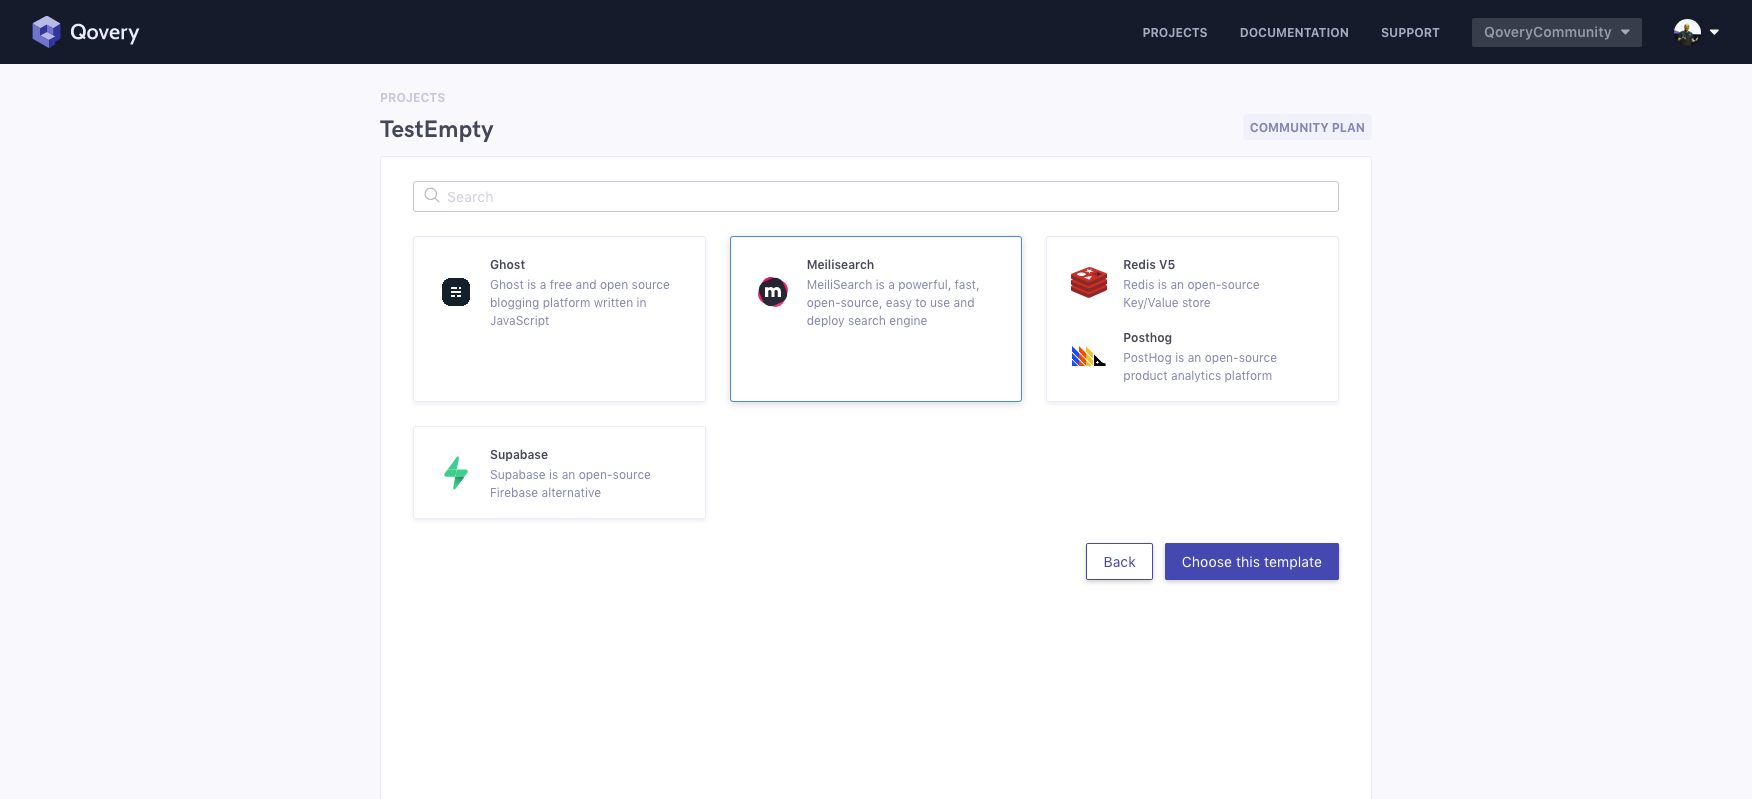 Qovery
PROJECTS
DOCUMENTATION
SUPPORT
QoveryCommunity
PROJECTS
TestEmpty
COMMUNITY PLAN
Search
Ghost
Ghost is a free and open source
blogging platform written in
JavaScript
m
Meilisearch
MeiliSearch is a powerful, fast,
open-source, easy to use and
deploy search engine
Redis V5
Redis is an open-source
Key/Value store
Posthog
PostHog is an open-source
product analytics platform
Supabase
Supabase is an open-source
Firebase alternative
Back
Choose this template